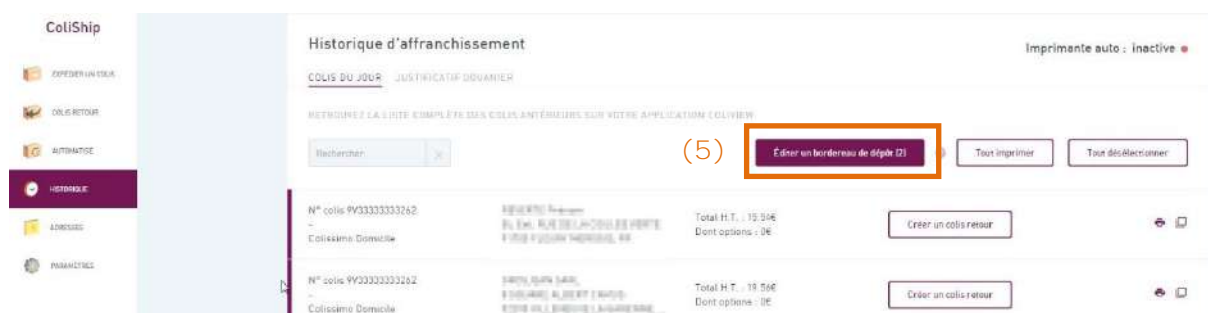 ColiShip
Historique d'affranchissement
Imprimante auto : inactive
EXPÉDIER UN COLIS
COLIS DU JOUR JUSTIFICATIF DOUANIER
COLIS RETOUR
RETROUVEZ LA LISTE COMPLÈTE DES COLIS ANTÉRIEURS SUR VOTRE APPLICATION COLIVIEW
AUTOMATISÉ
Rechercher ×
(5)
Éditer un bordereau de dépôt (2)
Tout imprimer
Tout désélectionner
HISTORIQUE
ADRESSES
PARAMÈTRES
N° colis 9V33333333262
-
Colissimo Domicile
Total H.T. : 15.56€
Dont options : 0€
Créer un colis retour
N° colis 9V33333333262
-
Colissimo Domicile
Total H.T. : 19.56€
Dont options : 0€
Créer un colis retour